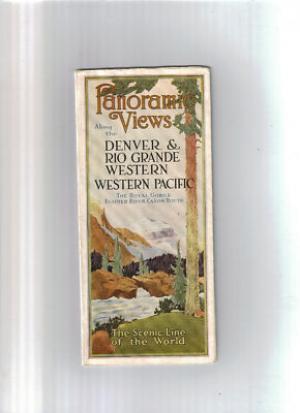 Panoramic
Views
Along
the
DENVER &
RIO GRANDE
WESTERN
WESTERN PACIFIC
THE ROYAL GORGE
FEATHER RIVER CAÑON ROUTE
The Scenic Line
of the World